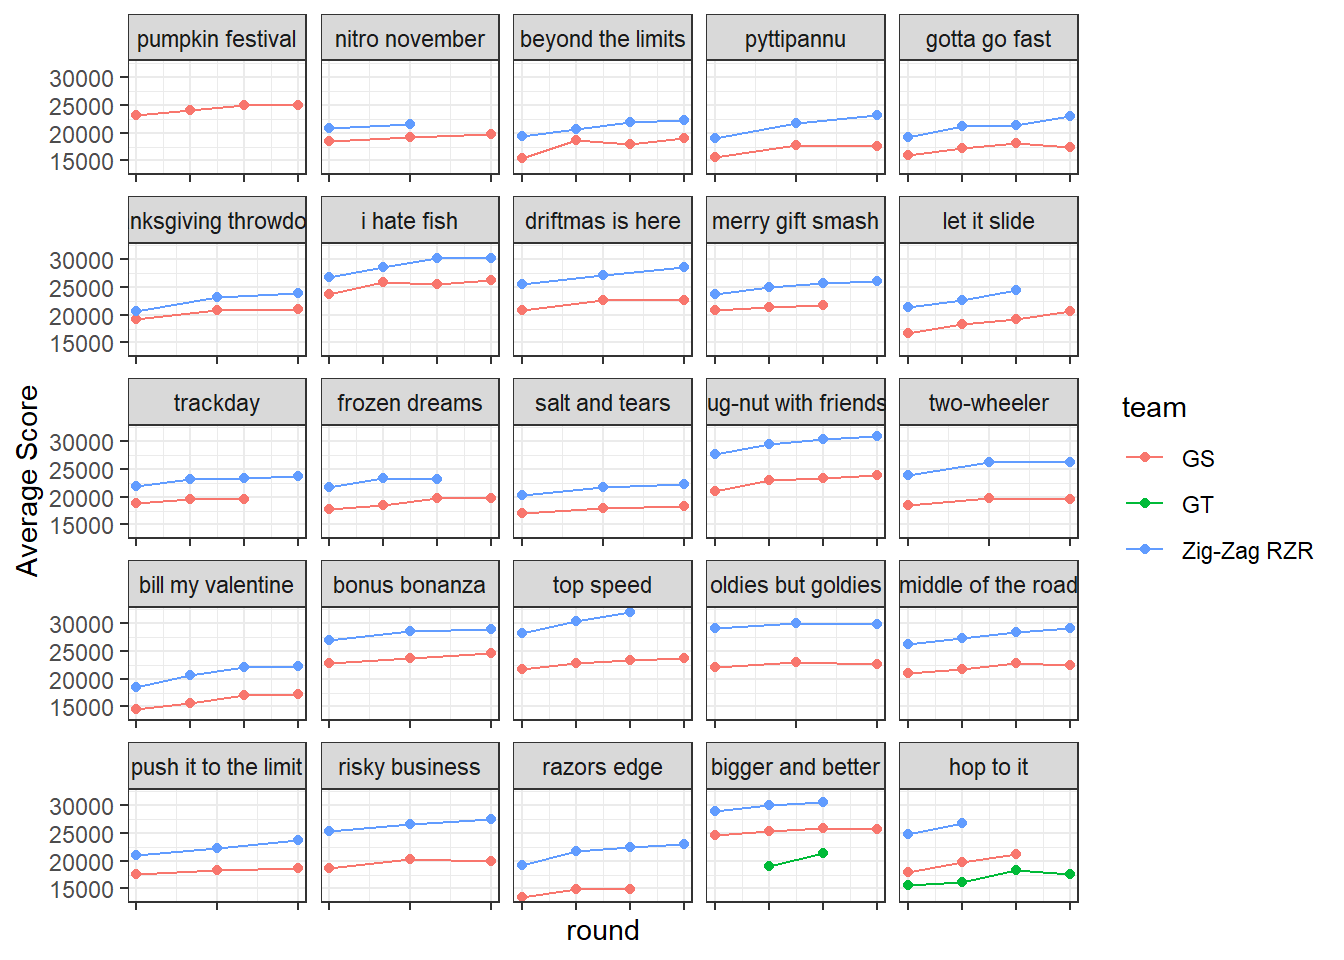 pumpkin festival
nitro november
beyond the limits
pyttipannu
gotta go fast
30000
25000
20000
15000
nksgiving throwdo
i hate fish
driftmas is here
merry gift smash
let it slide
30000
25000
20000
15000
trackday
frozen dreams
salt and tears
ug-nut with friends
two-wheeler
30000
25000
20000
15000
bill my valentine
bonus bonanza
top speed
oldies but goldies
middle of the road
30000
25000
20000
15000
push it to the limit
risky business
razors edge
bigger and better
hop to it
30000
25000
20000
15000
Average Score
round
team
GS
GT
Zig-Zag RZR